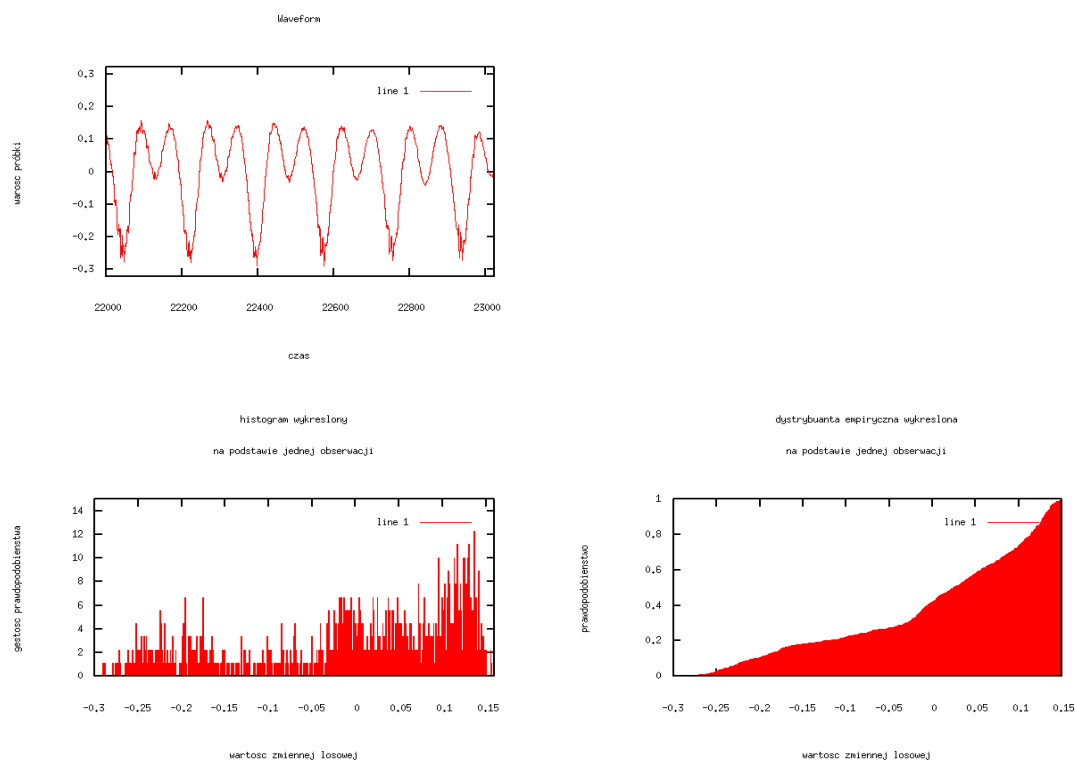 Waveform
0.3
0.2
0.1
0
-0.1
-0.2
-0.3
line 1
warosc próbki
22000 22200 22400 22600 22800 23000
czas
histogram wykreslony
na podstawie jednej obserwacji
14
12
10
8
6
4
2
0
line 1
gestosc prawdopodobienstwa
-0.3 -0.25 -0.2 -0.15 -0.1 -0.05 0 0.05 0.1 0.15
wartosc zmiennej losowej
dystrybuanta empiryczna wykreslona
na podstawie jednej obserwacji
1
0.8
0.6
0.4
0.2
0
line 1
prawdopodobienstwo
-0.3 -0.25 -0.2 -0.15 -0.1 -0.05 0 0.05 0.1 0.15
wartosc zmiennej losowej